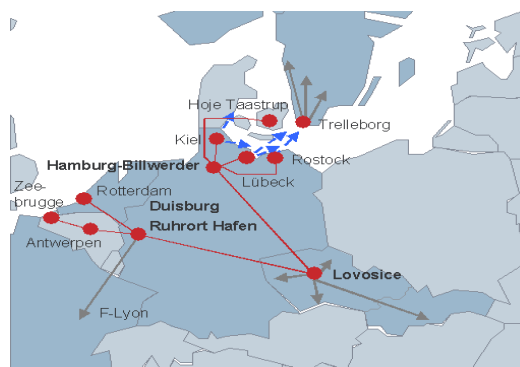 Hoje Taastrup
Trelleborg
Kiel
Hamburg-Billwerder
Rostock
Lübeck
Zee-
brugge
Rotterdam
Duisburg
Ruhrort Hafen
Antwerpen
Lovosice
F-Lyon